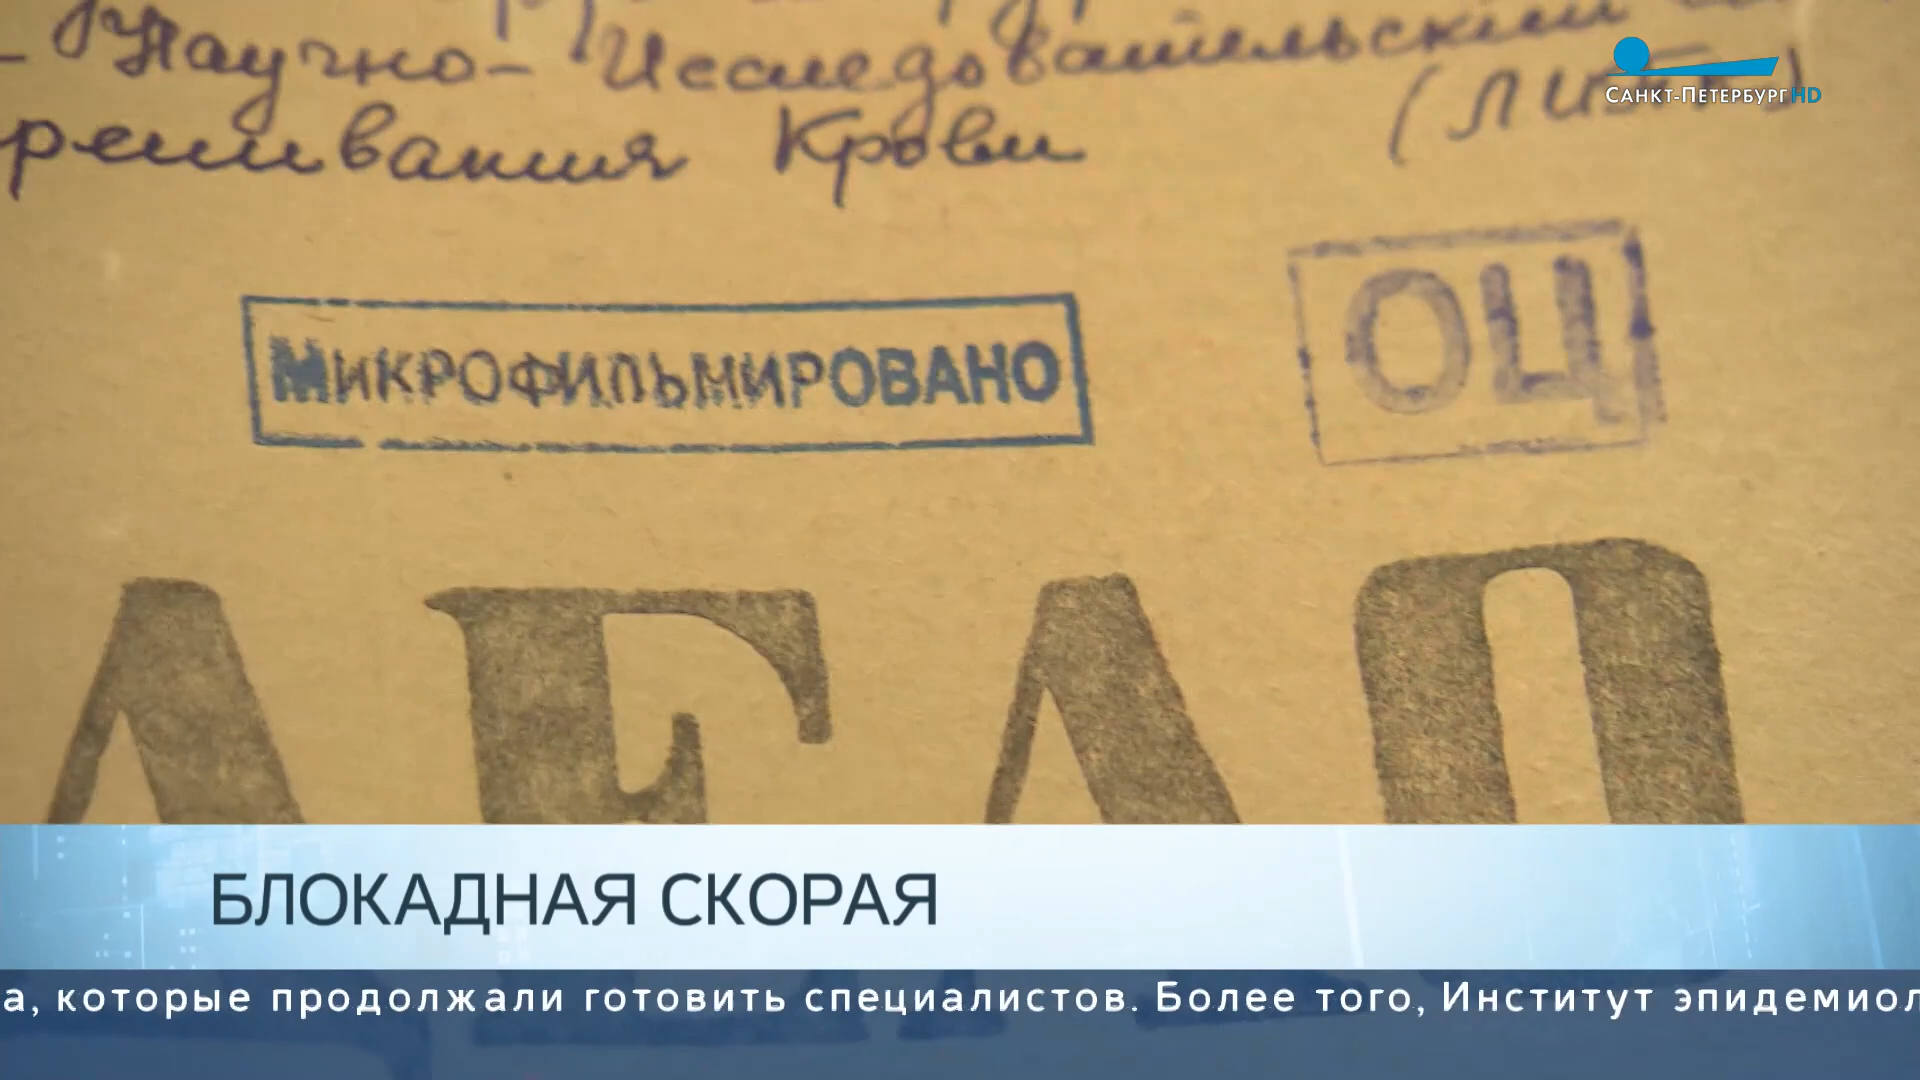 - Научно-Исследовательский
реливания Крови
САНКТ-ПЕТЕРБУРГ HD
МИКРОФИЛЬМИРОВАНО
ОЦ
ДЕЛО
БЛОКАДНАЯ СКОРАЯ
а, которые продолжали готовить специалистов. Более того, Институт эпидемиол